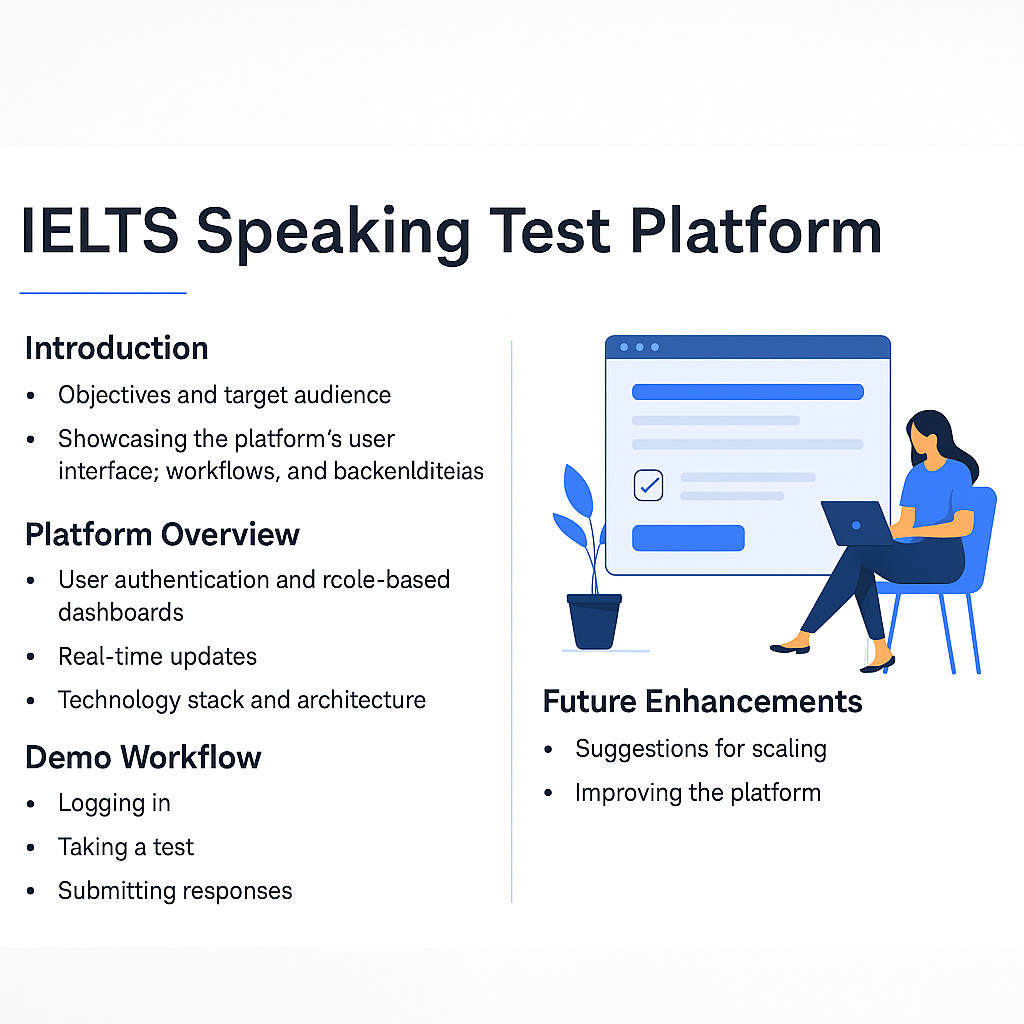 IELTS Speaking Test Platform
Introduction
• Objectives and target audience
• Showcasing the platform's user
interface; workflows, and backenlditeias
Platform Overview
• User authentication and rcole-based
dashboards
• Real-time updates
• Technology stack and architecture
Demo Workflow
• Logging in
• Taking a test
• Submitting responses
Future Enhancements
• Suggestions for scaling
• Improving the platform